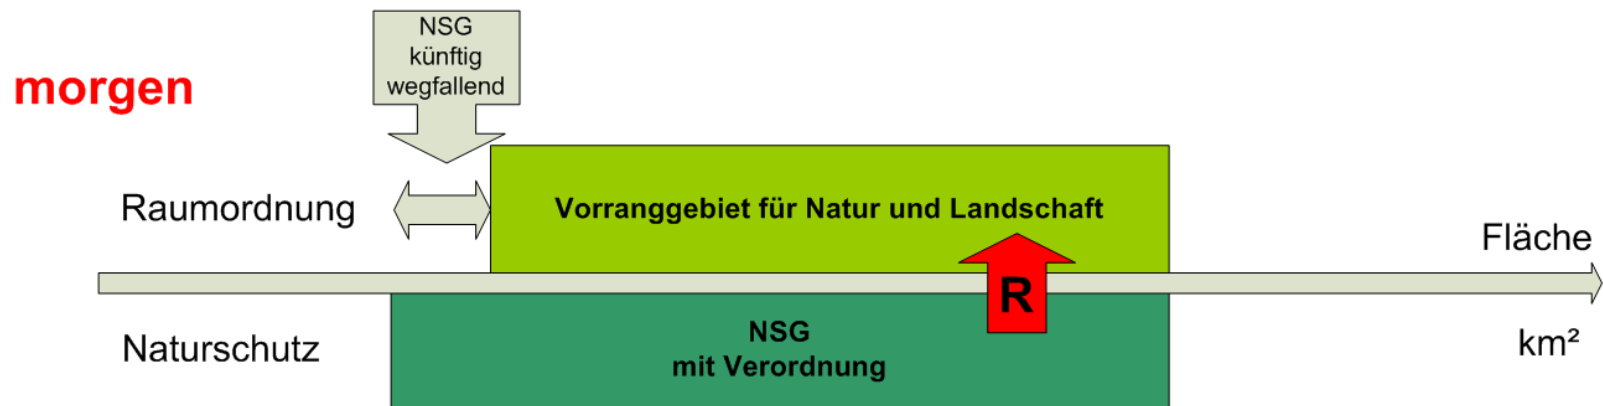 NSG
künftig
wegfallend
morgen
Raumordnung
Vorranggebiet für Natur und Landschaft
Fläche
R
Naturschutz
NSG
mit Verordnung
km²